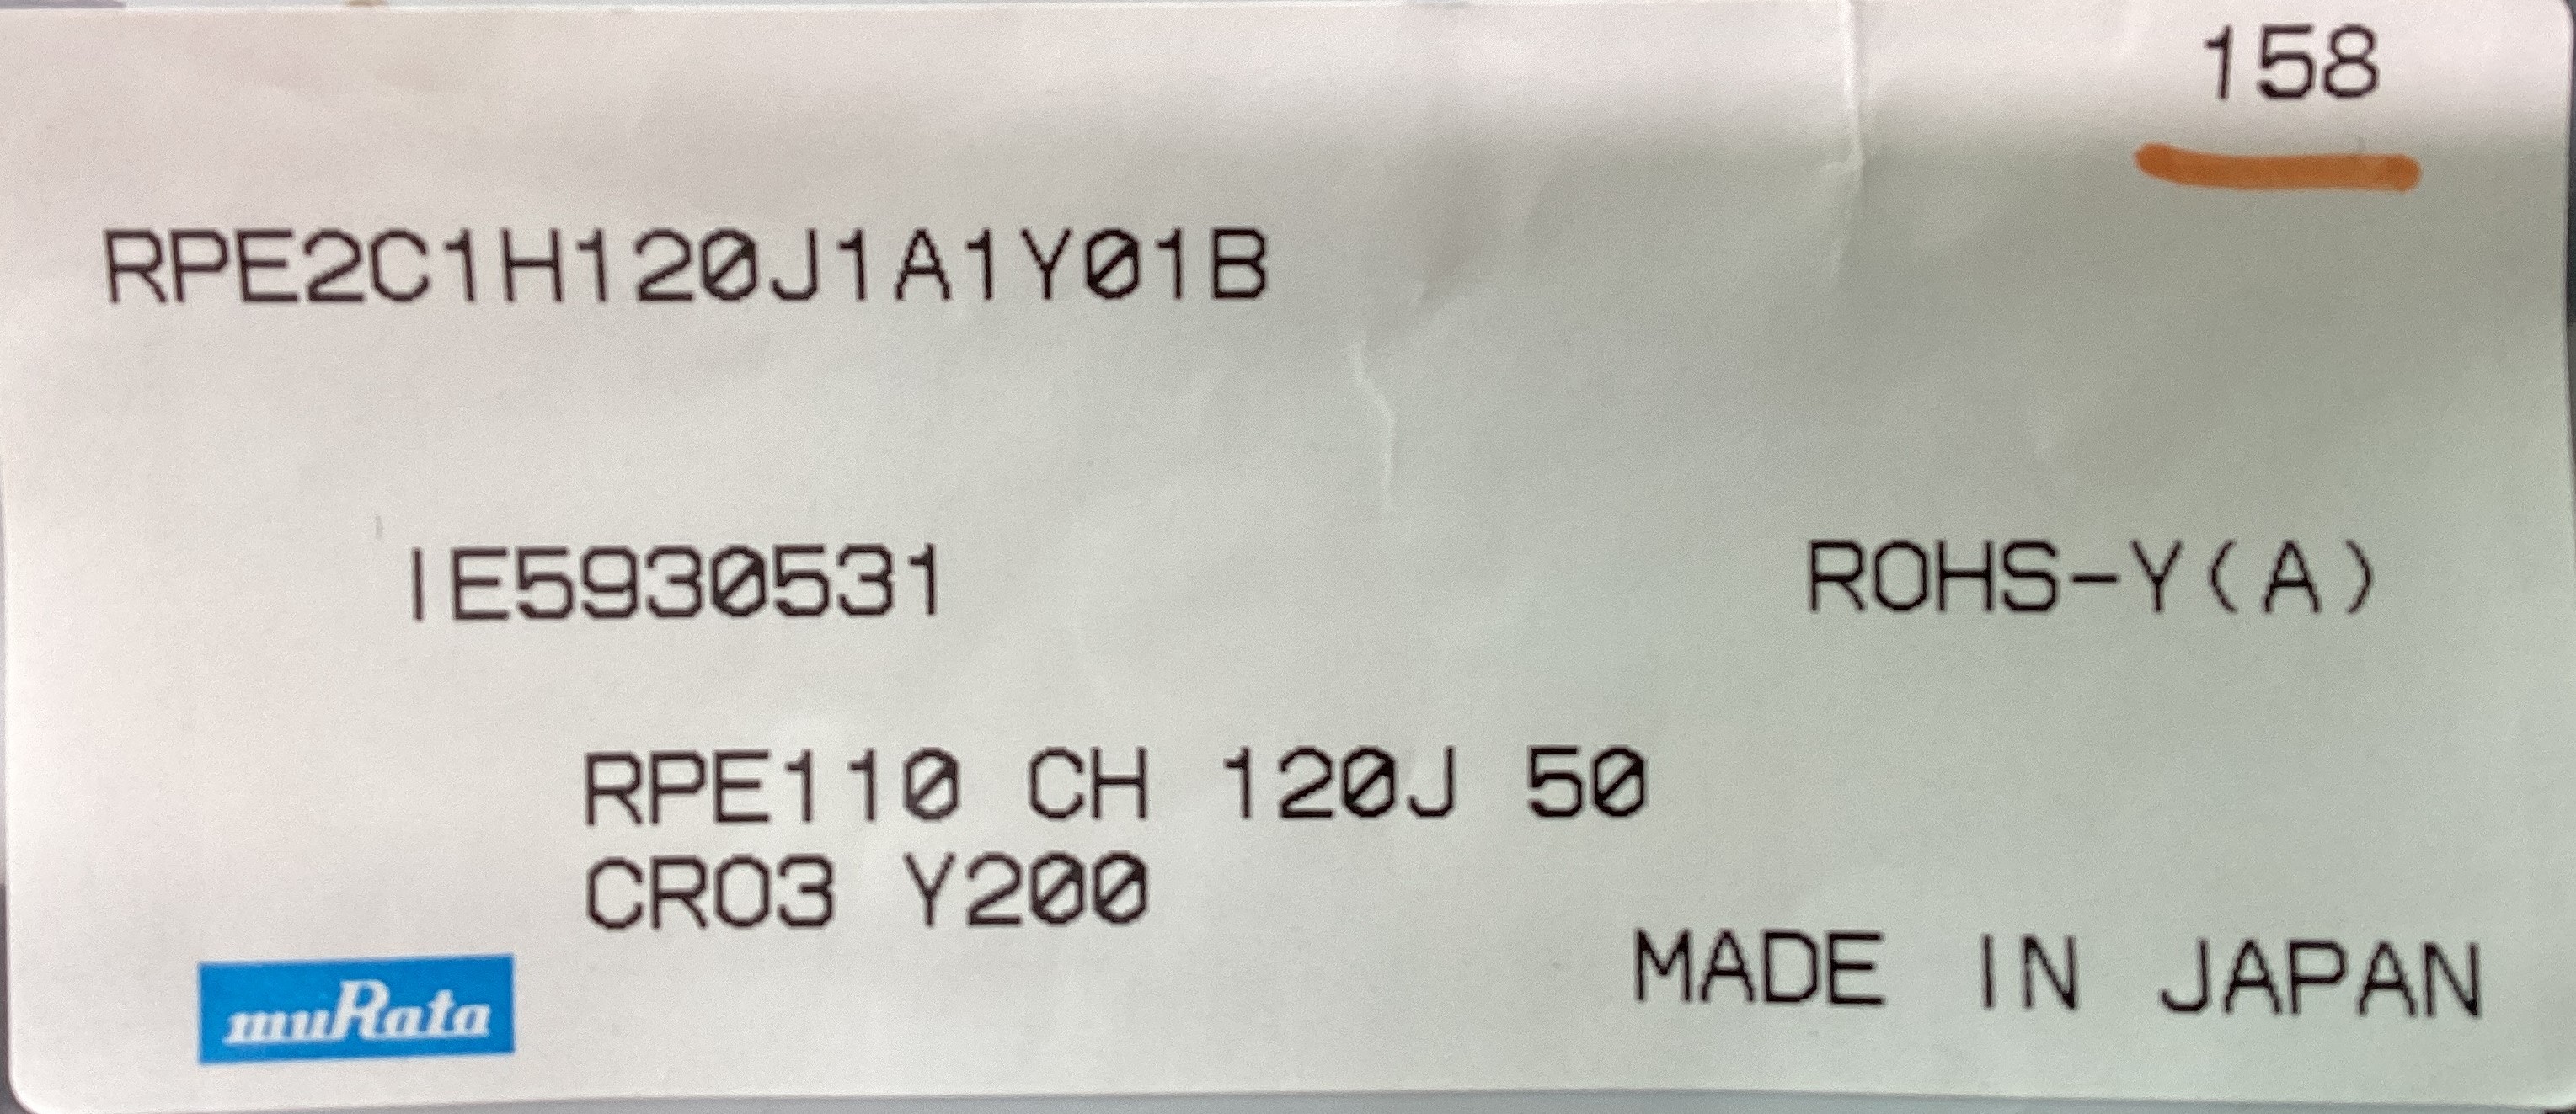 158
RPE2C1H120J1A1Y01B
IE5930531 ROHS-Y(A)
RPE110 CH 120J 50
CR03 Y200
MADE IN JAPAN
muRata